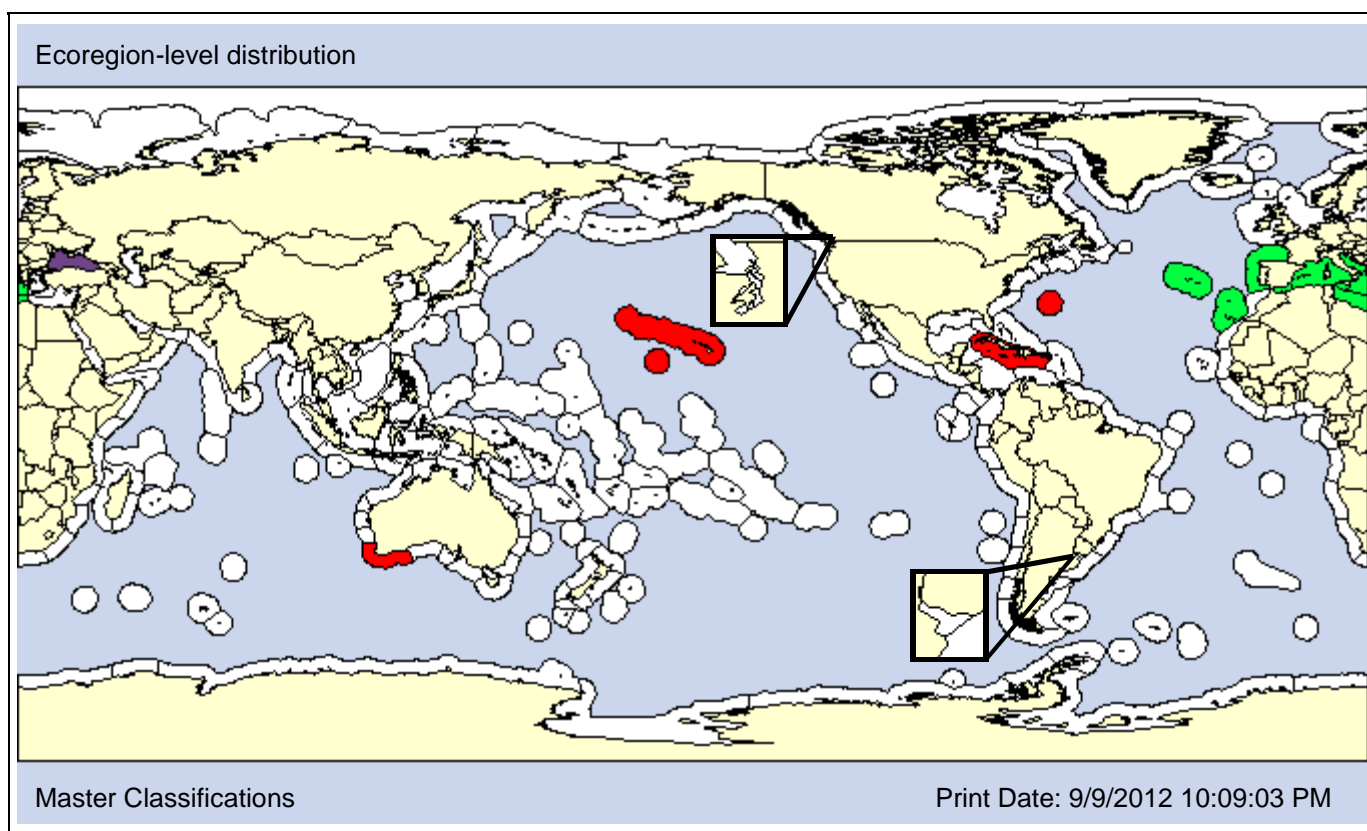 Ecoregion-level distribution
Master Classifications
Print Date: 9/9/2012 10:09:03 PM